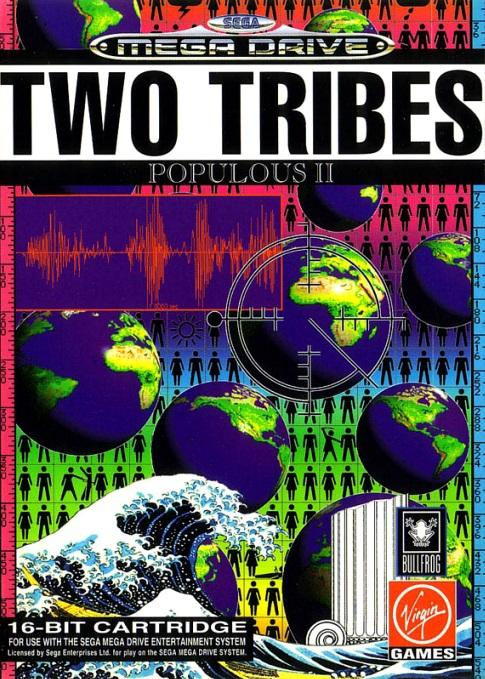 SEGA
MEGA DRIVE
TWO TRIBES
POPULOUS II
BULLFROG
Virgin
GAMES
16-BIT CARTRIDGE
FOR USE WITH THE SEGA MEGA DRIVE ENTERTAINMENT SYSTEM
Licensed by Sega Enterprises Ltd. for play on the SEGA MEGA DRIVE SYSTEM.